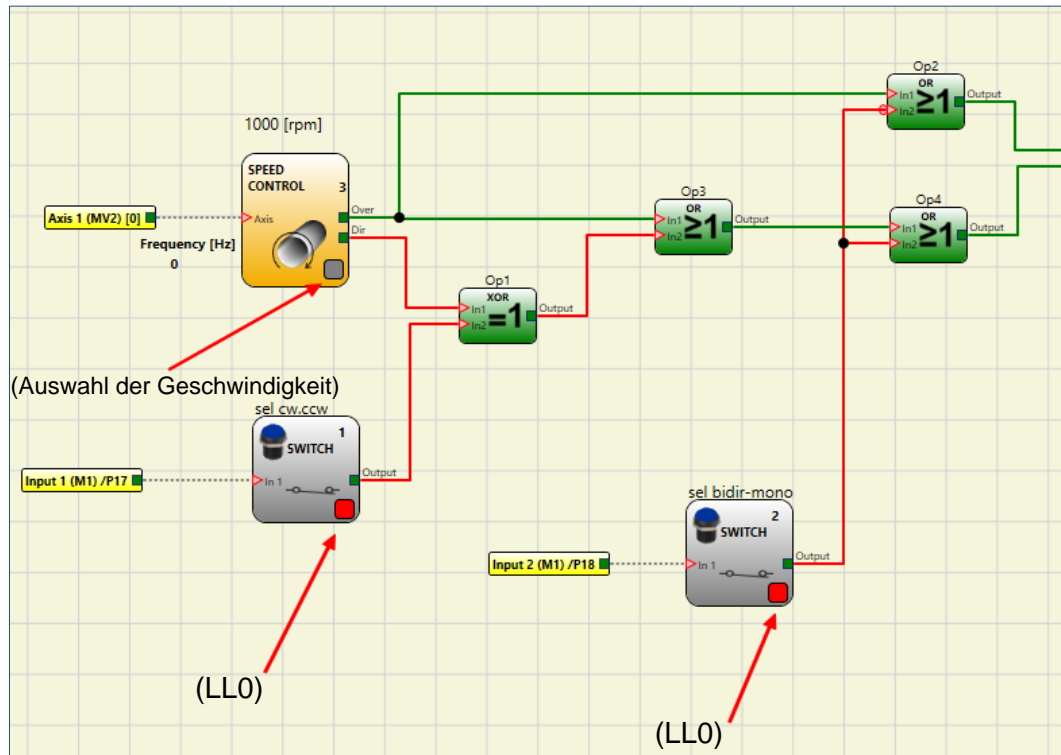 Op2
OR
In1
≥1
Output
In2
1000 [rpm]
SPEED
CONTROL
3
Axis 1 (MV2) [0]
Axis
Over
Dir
Frequency [Hz]
0
Op3
OR
In1
≥1
Output
In2
Op4
OR
In1
≥1
Output
In2
Op1
XOR
In1
=1
Output
In2
(Auswahl der Geschwindigkeit)
sel cw.ccw
1
SWITCH
Input 1 (M1) /P17
In 1
Output
sel bidir-mono
2
SWITCH
Input 2 (M1) /P18
In 1
Output
(LL0)
(LL0)